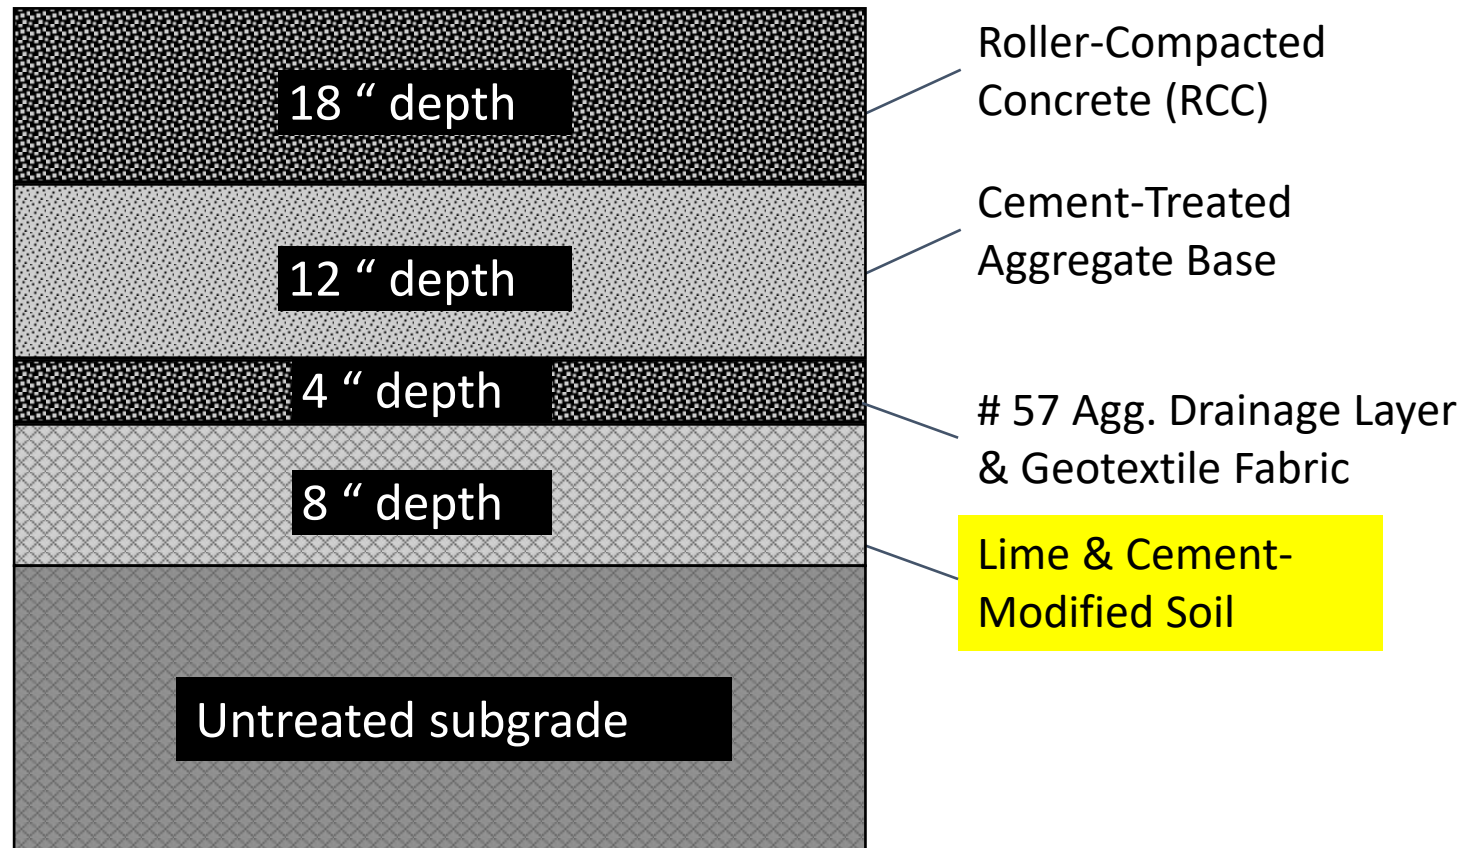 18 “ depth
Roller-Compacted
Concrete (RCC)
12 “ depth
Cement-Treated
Aggregate Base
4 “ depth
# 57 Agg. Drainage Layer
& Geotextile Fabric
8 “ depth
Lime & Cement-
Modified Soil
Untreated subgrade